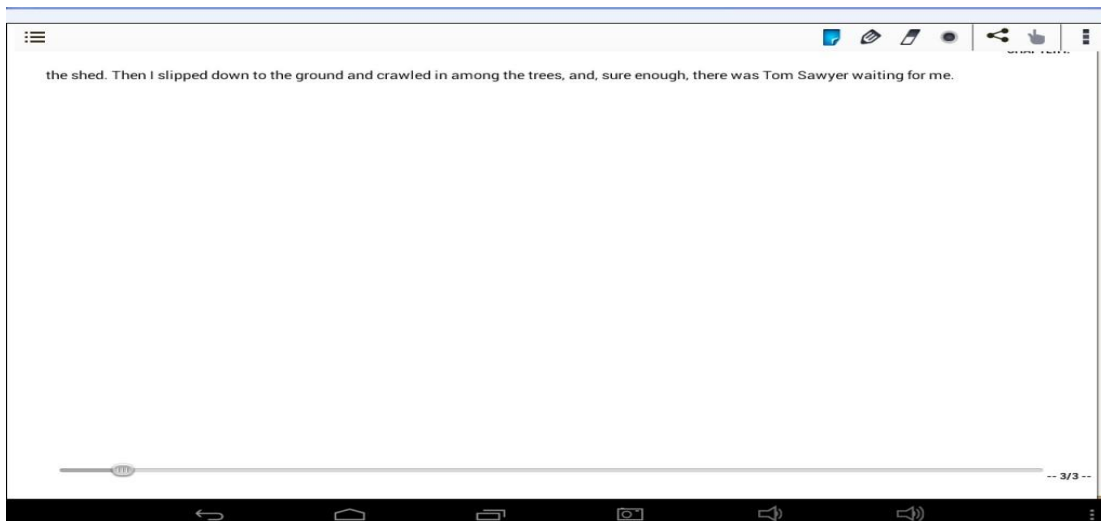 the shed. Then I slipped down to the ground and crawled in among the trees, and, sure enough, there was Tom Sawyer waiting for me.
-- 3/3 --